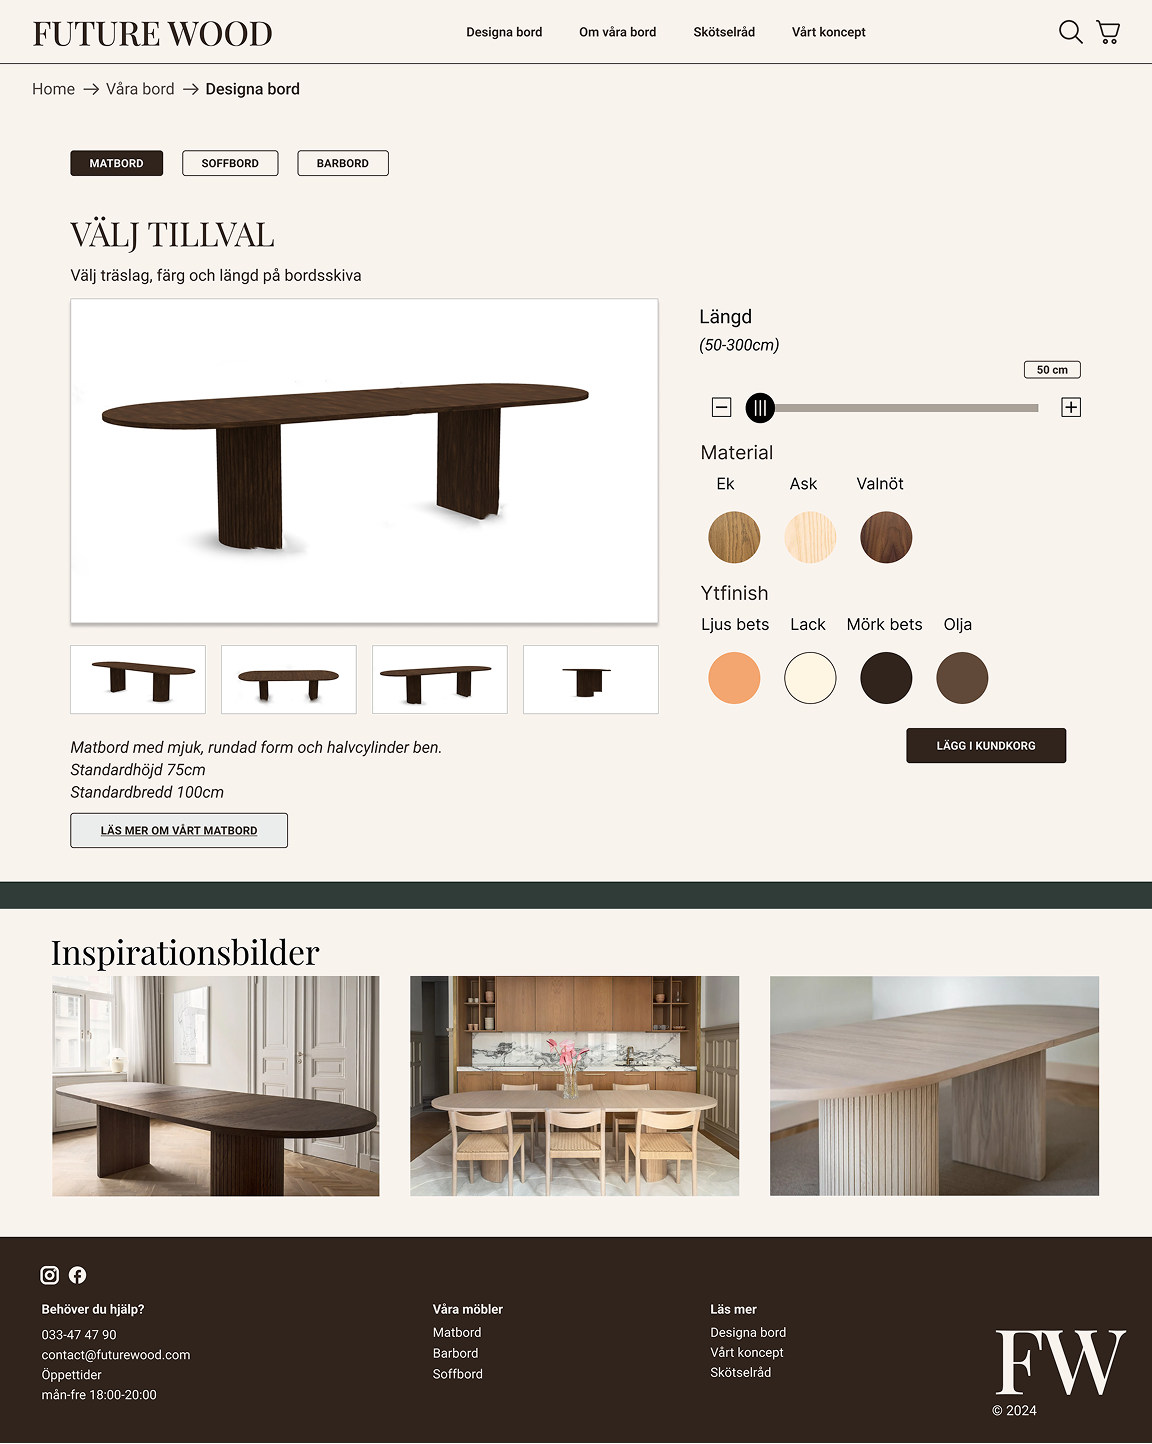 FUTURE WOOD
Designa bord
Om våra bord
Skötselråd
Vårt koncept
Home
Våra bord
Designa bord
MATBORD
SOFFBORD
BARBORD
VÄLJ TILLVAL
Välj träslag, färg och längd på bordsskiva
Längd
(50-300cm)
50 cm
Material
Ek
Ask
Valnöt
Ytfinish
Ljus bets
Lack
Mörk bets
Olja
LÄGG I KUNDKORG
Matbord med mjuk, rundad form och halvcylinder ben.
Standardhöjd 75cm
Standardbredd 100cm
LÄS MER OM VÅRT MATBORD
Inspirationsbilder
Behöver du hjälp?
033-47 47 90
contact@futurewood.com
Öppettider
mån-fre 18:00-20:00
Våra möbler
Matbord
Barbord
Soffbord
Läs mer
Designa bord
Vårt koncept
Skötselråd
FW
© 2024